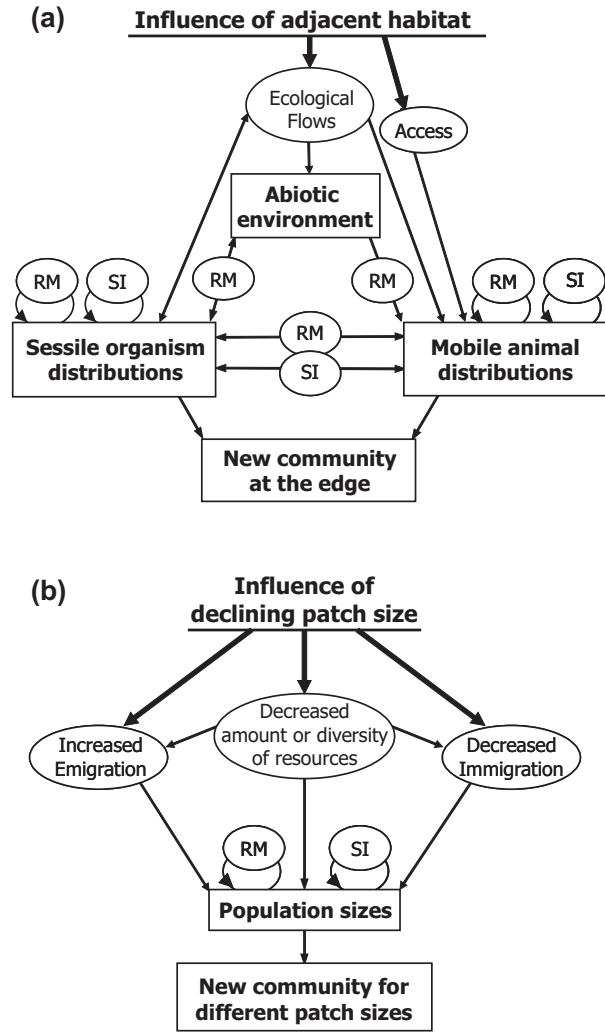 (a)
Influence of adjacent habitat
Ecological
Flows
Access
Abiotic
environment
RM
SI
RM
RM
RM
SI
RM
SI
Sessile organism
distributions
Mobile animal
distributions
New community
at the edge
(b)
Influence of
declining patch size
Increased
Emigration
Decreased
amount or diversity
of resources
Decreased
Immigration
RM
SI
Population sizes
New community for
different patch sizes